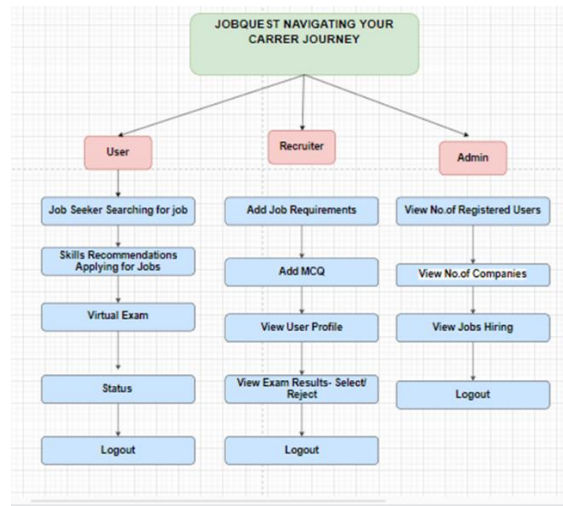 JOBQUEST NAVIGATING YOUR
CARRER JOURNEY
User
Recruiter
Admin
Job Seeker Searching for job
Skills Recommendations
Applying for Jobs
Virtual Exam
Status
Logout
Add Job Requirements
Add MCQ
View User Profile
View Exam Results- Select/
Reject
Logout
View No.of Registered Users
View No.of Companies
View Jobs Hiring
Logout